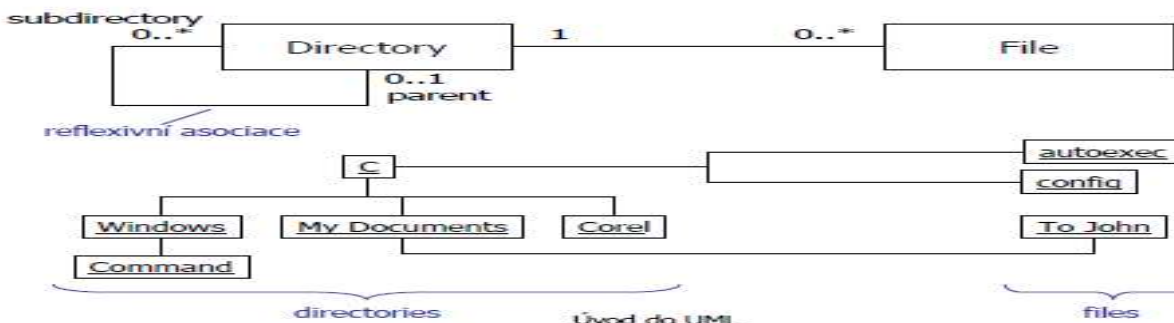 subdirectory
0..*
Directory
1
0..*
File
0..1
parent
reflexivní asociace
C
autoexec
config
Windows
My Documents
Corel
To John
Command
directories
files
Úvod do UML